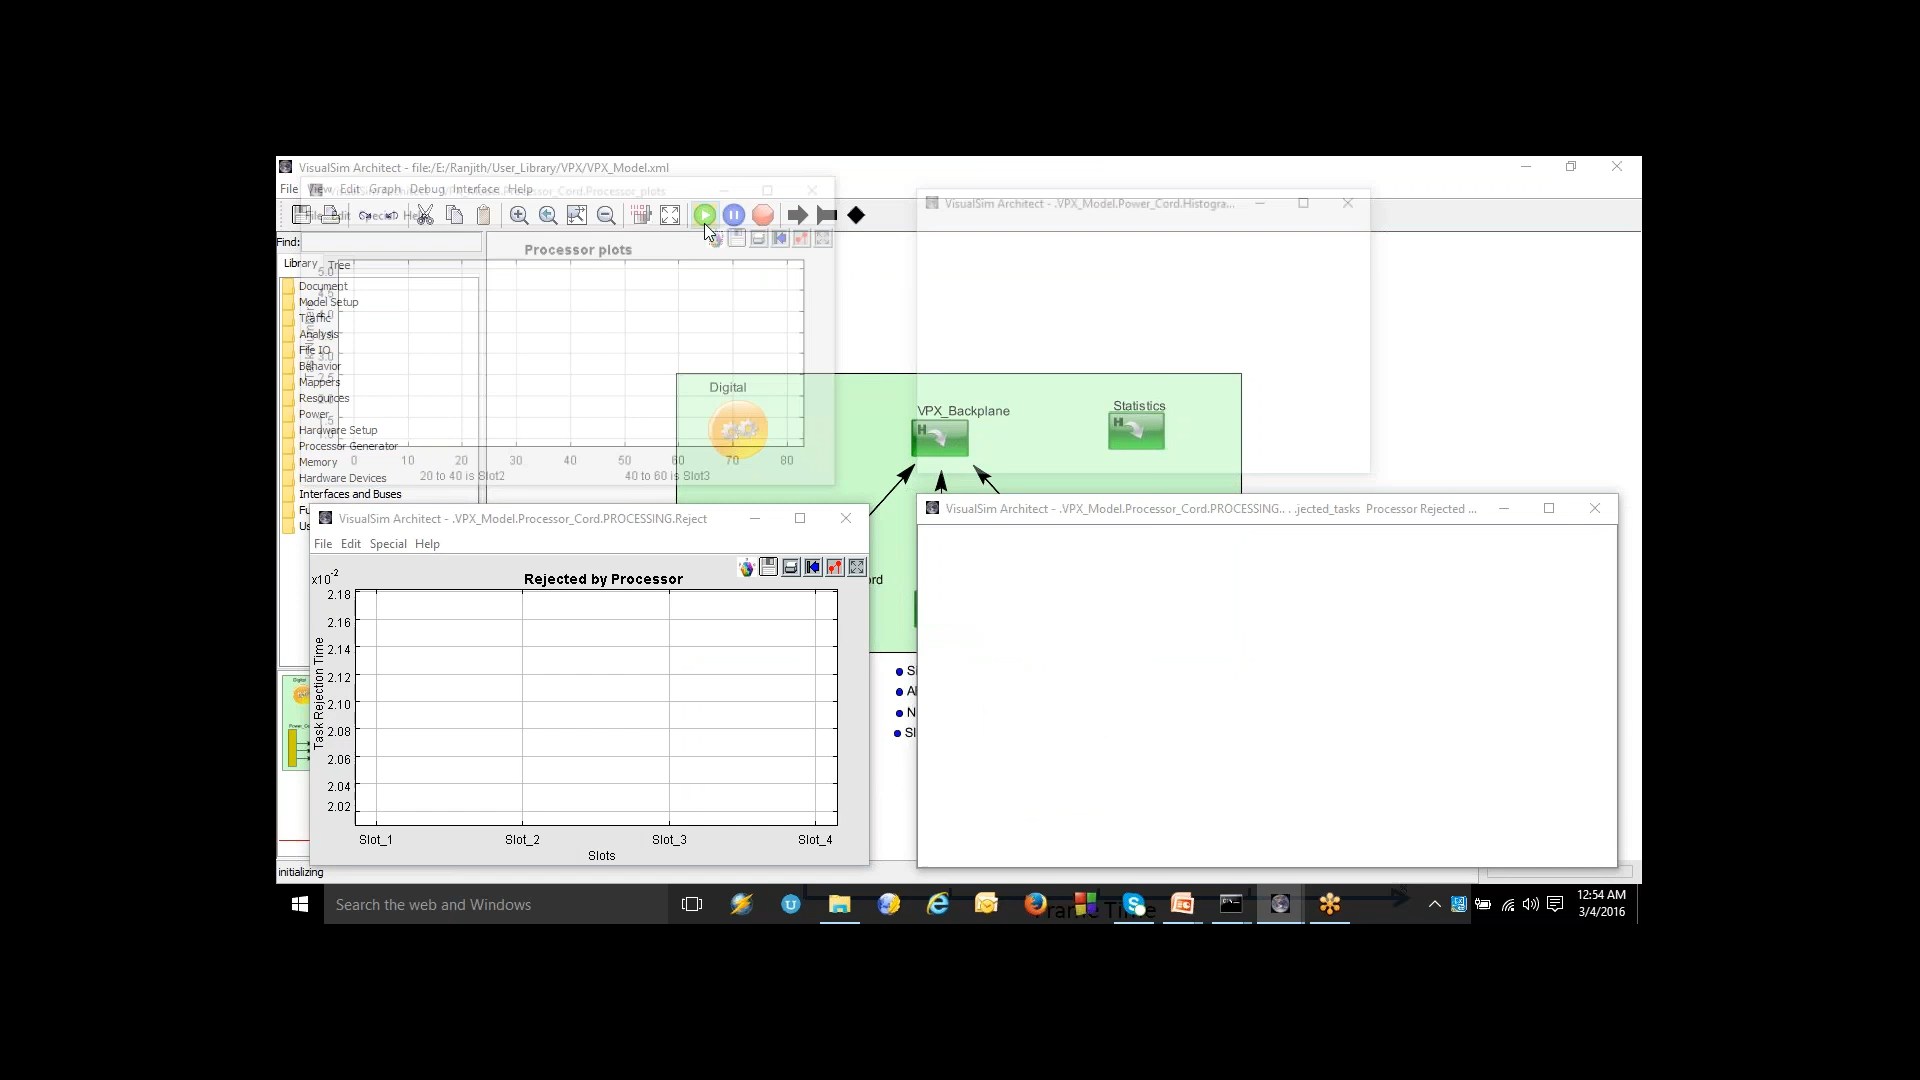 VisualSim Architect - file:/E:/Ranjith/User_Library/VPX/VPX_Model.xml
File View Edit Graph Debug Interface Help
Find:
Library Tree
Document
Model Setup
Traffic
Analysis
File IO
Behavior
Mappers
Resources
Power
Hardware Setup
Processor Generator
Memory
Hardware Devices
Interfaces and Buses
Processor plots
5.0
0 10 20 30 40 50 60 70 80
20 to 40 is Slot2 40 to 60 is Slot3
VisualSim Architect - .VPX_Model.Power_Cord.Histogra...
Digital
VPX_Backplane
Statistics
VisualSim Architect - .VPX_Model.Processor_Cord.PROCESSING.Reject
File Edit Special Help
Rejected by Processor
x10-2
2.18
2.16
2.14
2.12
2.10
2.08
2.06
2.04
2.02
Task Rejection Time
Slot_1 Slot_2 Slot_3 Slot_4
Slots
VisualSim Architect - .VPX_Model.Processor_Cord.PROCESSING.. . .jected_tasks Processor Rejected ...
initializing
Search the web and Windows
12:54 AM
3/4/2016